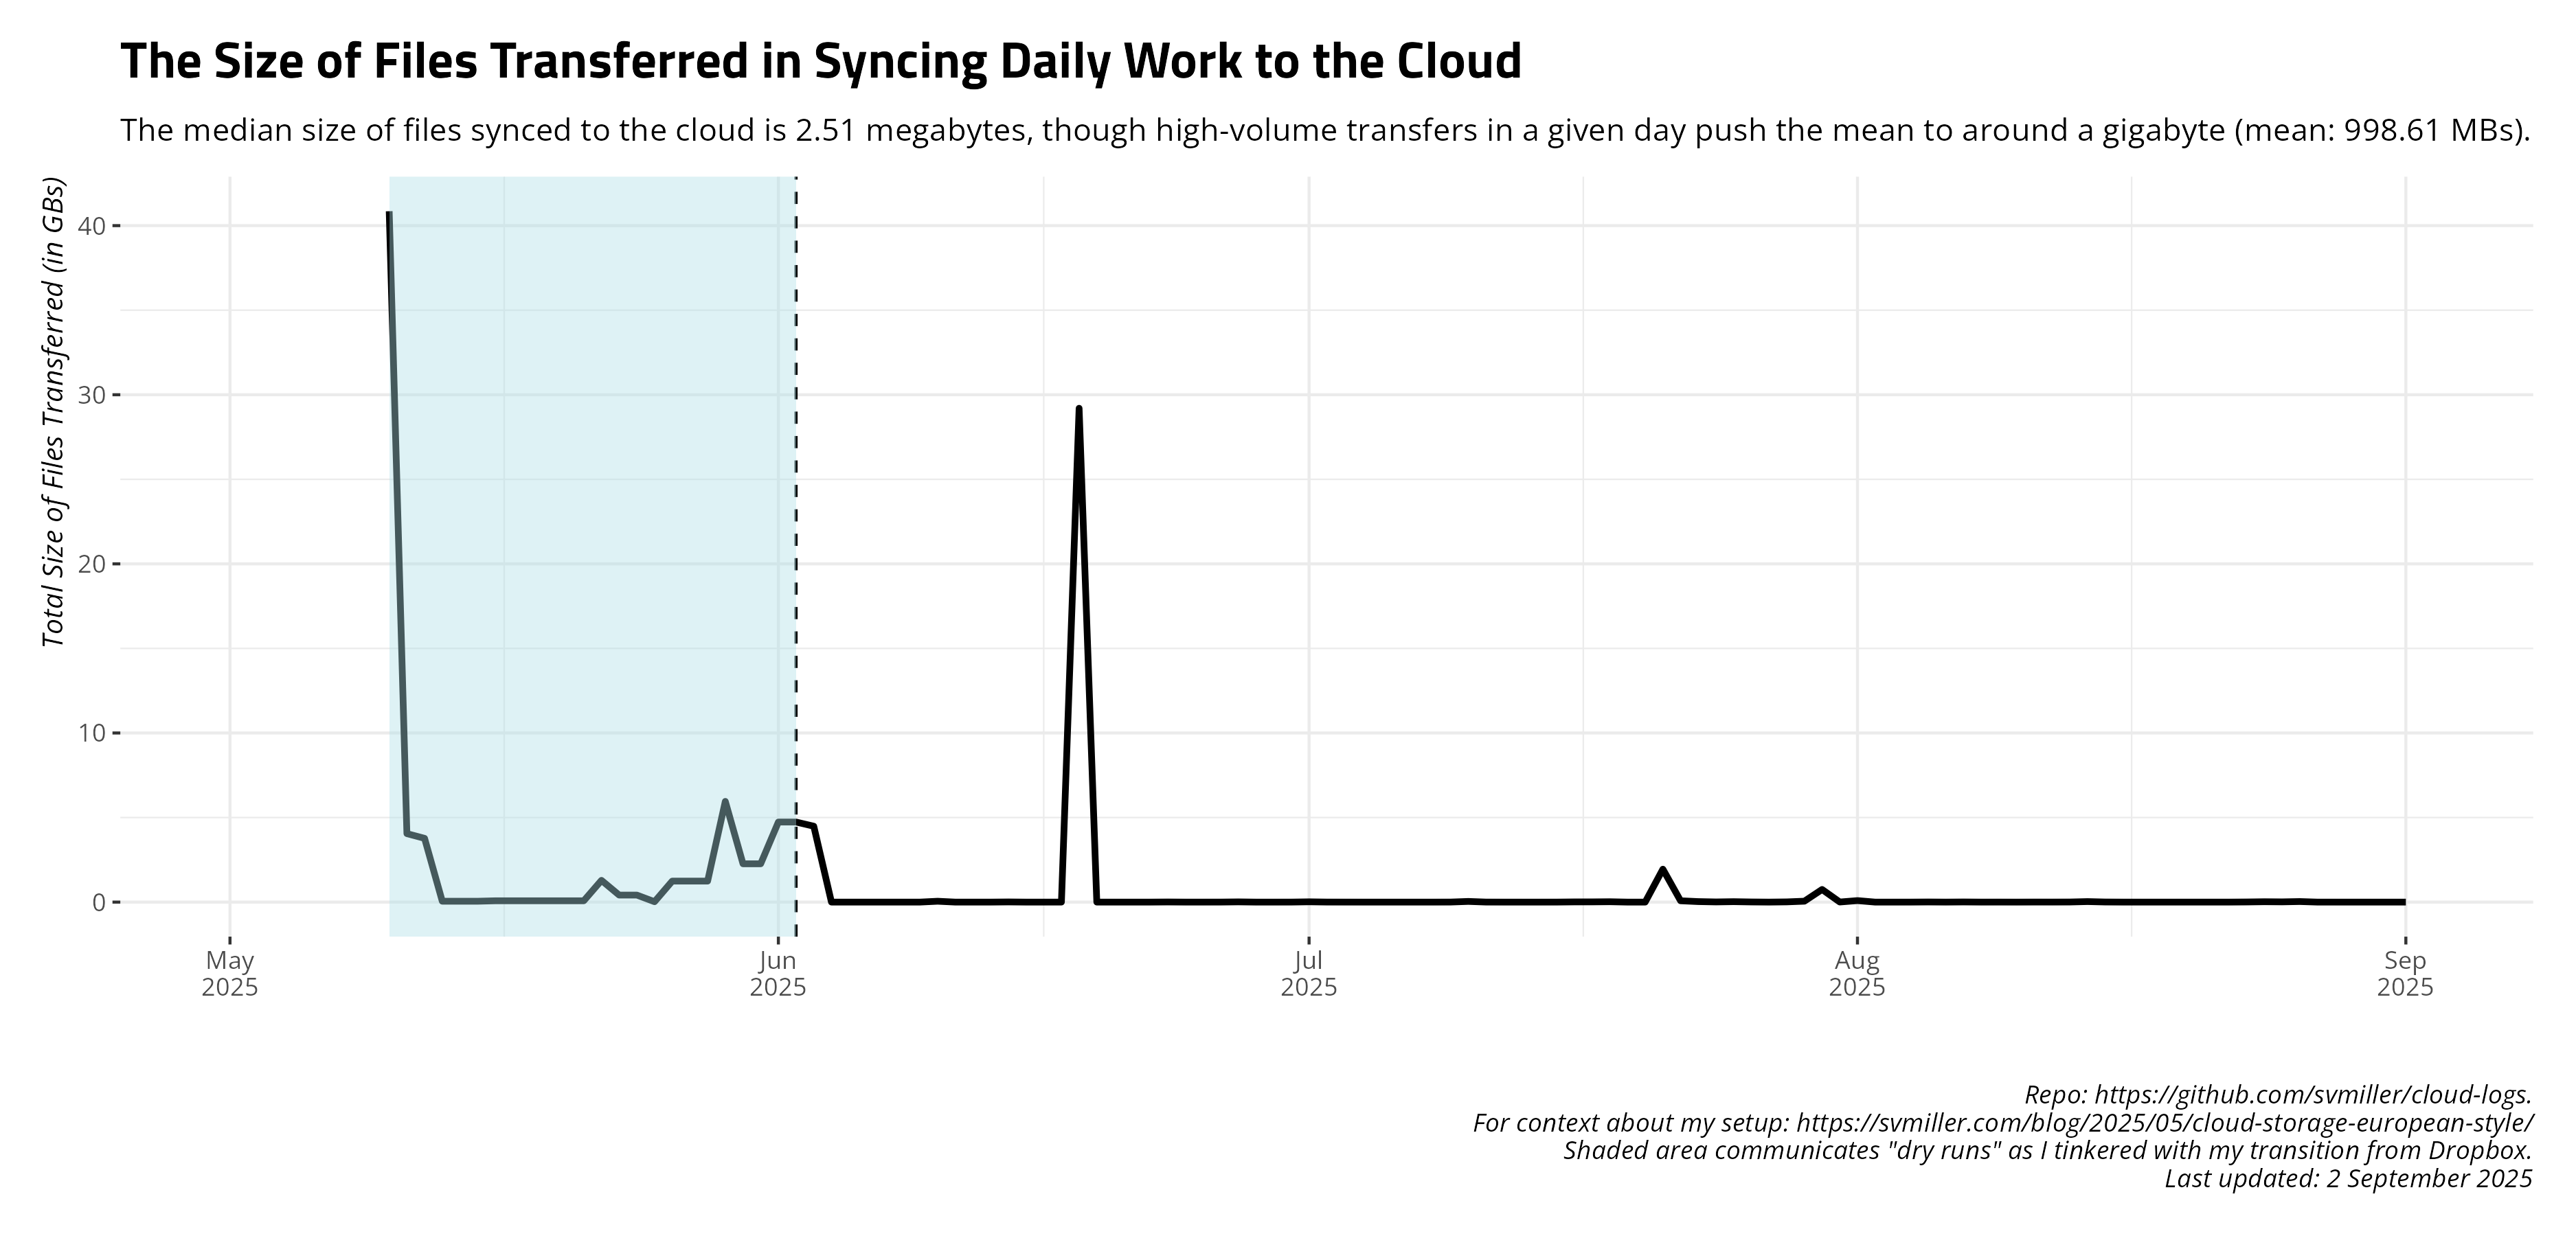 The Size of Files Transferred in Syncing Daily Work to the Cloud
The median size of files synced to the cloud is 2.51 megabytes, though high-volume transfers in a given day push the mean to around a gigabyte (mean: 998.61 MBs).
Total Size of Files Transferred (in GBs)
40
30
20
10
0
May
2025
Jun
2025
Jul
2025
Aug
2025
Sep
2025
Repo: https://github.com/svmiller/cloud-logs.
For context about my setup: https://svmiller.com/blog/2025/05/cloud-storage-european-style/
Shaded area communicates "dry runs" as I tinkered with my transition from Dropbox.
Last updated: 2 September 2025